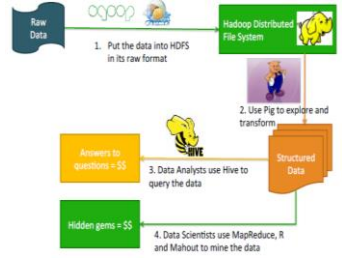 Raw
Data
sqoop
Hadoop Distributed
File System
1. Put the data into HDFS
in its raw format
2. Use Pig to explore and
transform
HIVE
Answers to
questions = $$
3. Data Analysts use Hive to
query the data
Structured
Data
Hidden gems = $$
4. Data Scientists use MapReduce, R
and Mahout to mine the data